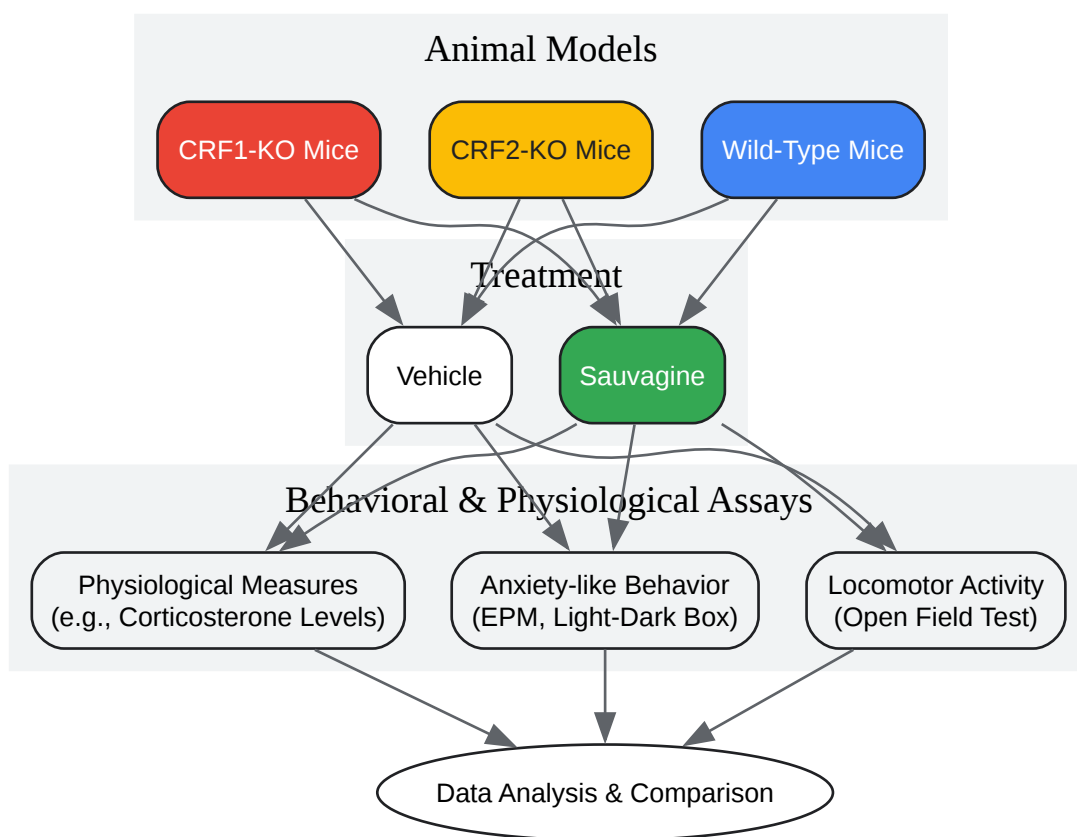 Animal Models
CRF1-KO Mice
CRF2-KO Mice
Wild-Type Mice
Treatment
Vehicle
Sauvagine
Behavioral & Physiological Assays
Physiological Measures
(e.g., Corticosterone Levels)
Anxiety-like Behavior
(EPM, Light-Dark Box)
Locomotor Activity
(Open Field Test)
Data Analysis & Comparison